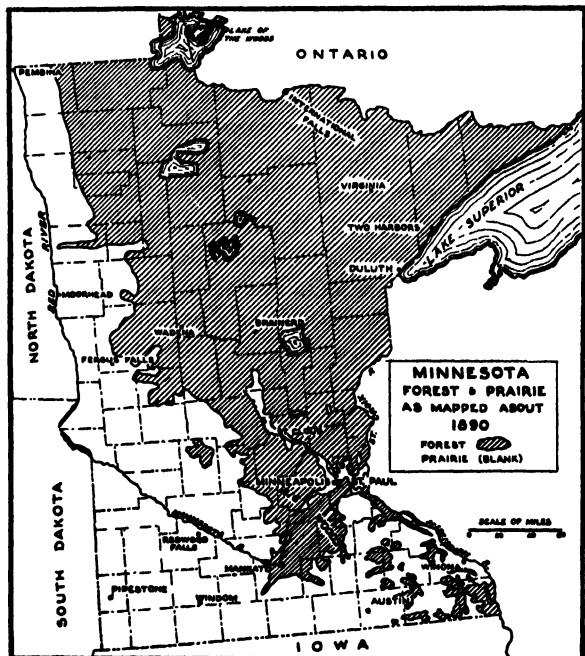 LAKE OF
THE WOODS
ONTARIO
PEMBINA
INTERNATIONAL
FALLS
VIRGINIA
TWO HARBORS
LAKE SUPERIOR
DULUTH
NORTH DAKOTA
RED
RIVER
MOORHEAD
WADENA
BRAINERD
FERGUS FALLS
MINNESOTA
FOREST & PRAIRIE
AS MAPPED ABOUT
1890
FOREST
PRAIRIE (BLANK)
ST. CLOUD
MINNEAPOLIS
ST. PAUL
SCALE OF MILES
SOUTH DAKOTA
REDWOOD
FALLS
MANKATO
WINONA
PIPESTONE
WINDOM
AUSTIN
IOWA